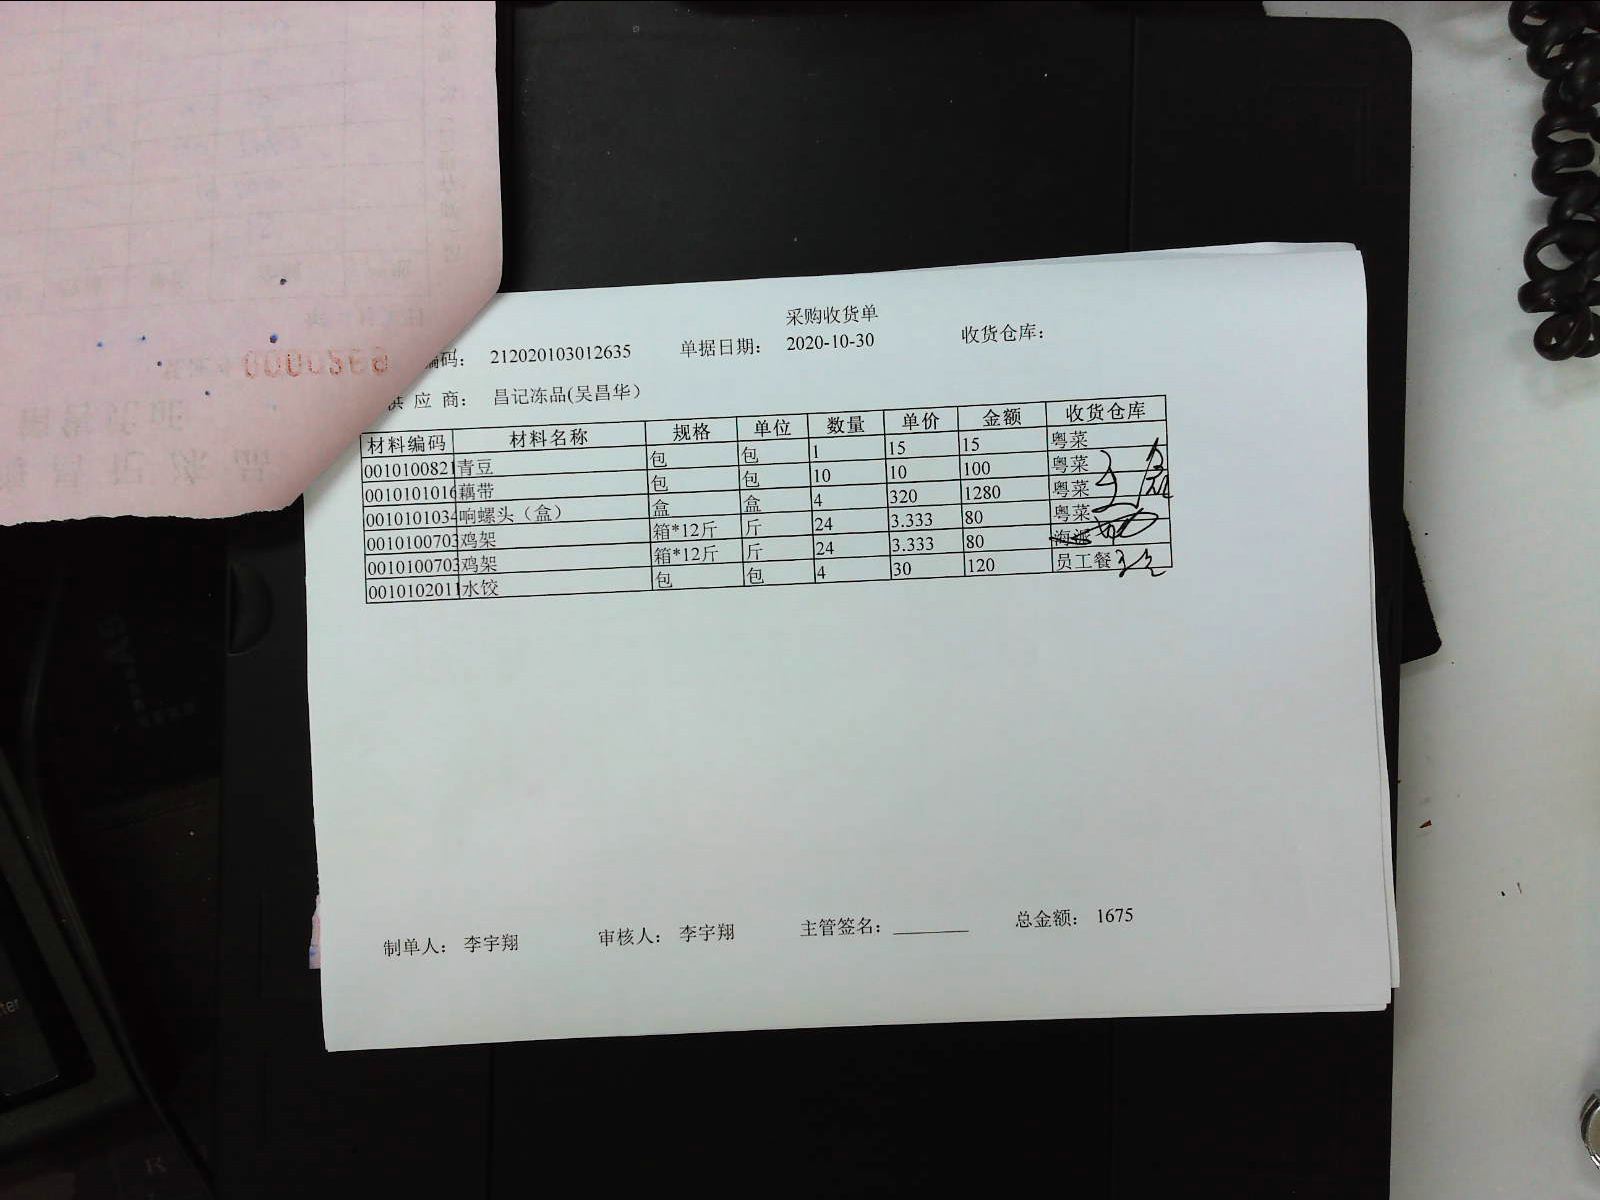 采购收货单
编码： 212020103012635 单据日期： 2020-10-30 收货仓库：
供 应 商： 昌记冻品(吴昌华）
材料编码 材料名称 规格 单位 数量 单价 金额 收货仓库
0010100821 青豆 包 包 1 15 15 粤菜
0010101016 藕带 包 包 10 10 100 粤菜
0010101034 响螺头（盒） 盒 盒 4 320 1280 粤菜
0010100703 鸡架 箱*12斤 斤 24 3.333 80 粤菜
0010100703 鸡架 箱*12斤 斤 24 3.333 80
0010102011 水饺 包 包 4 30 120 员工餐
制单人： 李宇翔 审核人： 李宇翔 主管签名： 总金额： 1675